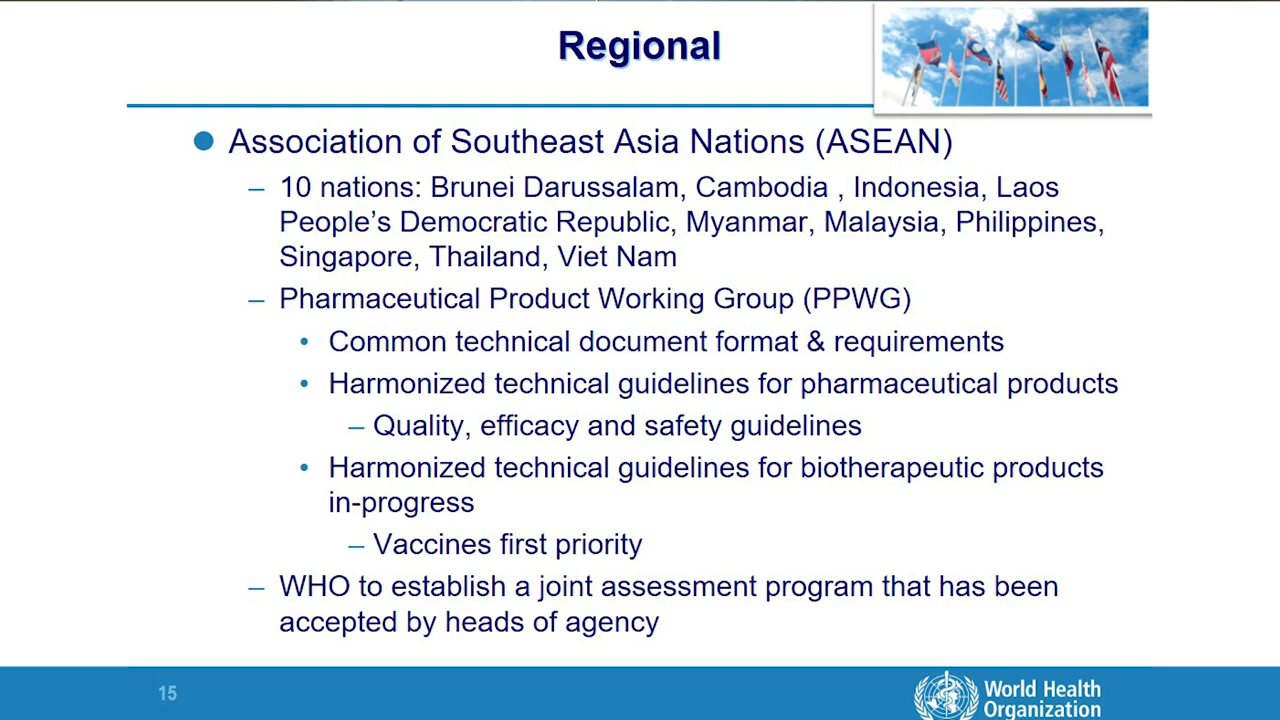 Regional
● Association of Southeast Asia Nations (ASEAN)
– 10 nations: Brunei Darussalam, Cambodia , Indonesia, Laos
People’s Democratic Republic, Myanmar, Malaysia, Philippines,
Singapore, Thailand, Viet Nam
– Pharmaceutical Product Working Group (PPWG)
• Common technical document format & requirements
• Harmonized technical guidelines for pharmaceutical products
– Quality, efficacy and safety guidelines
• Harmonized technical guidelines for biotherapeutic products
in-progress
– Vaccines first priority
– WHO to establish a joint assessment program that has been
accepted by heads of agency
15
World Health
Organization